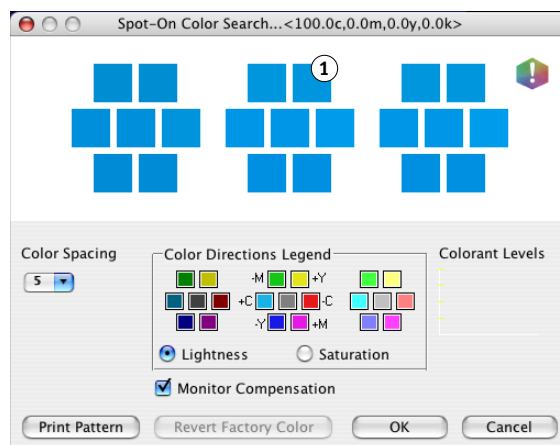 Spot-On Color Search...<100.0c,0.0m,0.0y,0.0k>
1
Color Spacing
Color Directions Legend
Colorant Levels
5
-M +Y
+C -C
-Y +M
Lightness
Saturation
Monitor Compensation
Print Pattern
Revert Factory Color
OK
Cancel